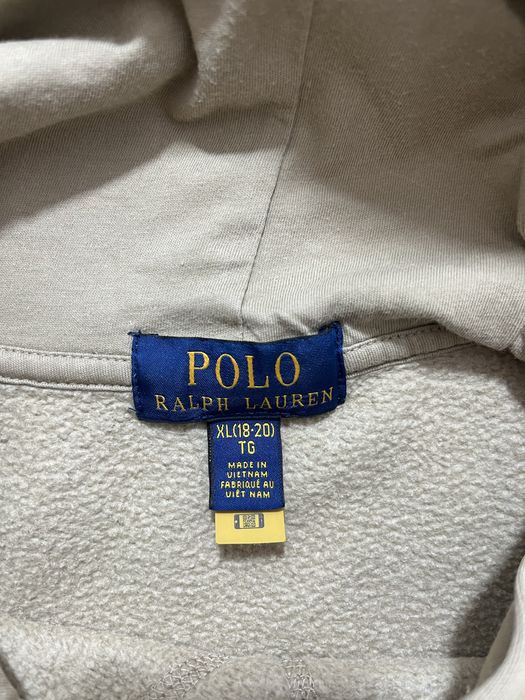 POLO
RALPH LAUREN
XL(18-20)
TG
MADE IN
VIETNAM
FABRIQUÉ AU
VIÊT NAM